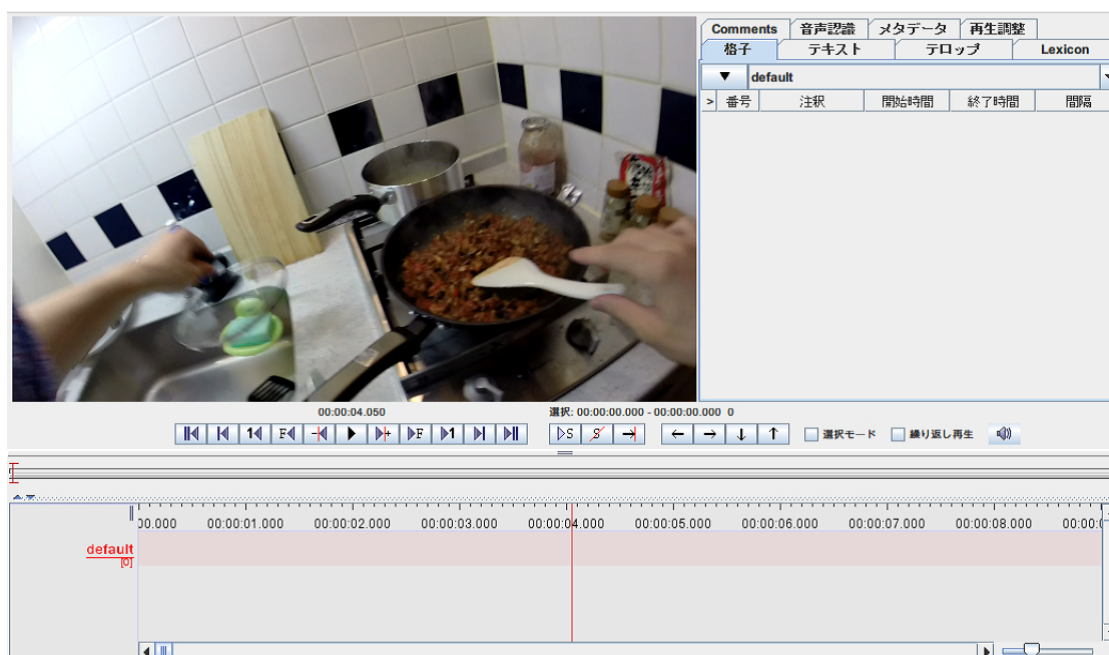 Comments 音声認識 メタデータ 再生調整
格子 テキスト テロップ Lexicon
▼ default
> 番号 注釈 開始時間 終了時間 間隔
00:00:04.050
選択: 00:00:00.000 - 00:00:00.000 0
1 F - + F 1 S S 選択モード 繰り返し再生
00.000 00:00:01.000 00:00:02.000 00:00:03.000 00:00:04.000 00:00:05.000 00:00:06.000 00:00:07.000 00:00:08.000 00:00:0
default
[0]